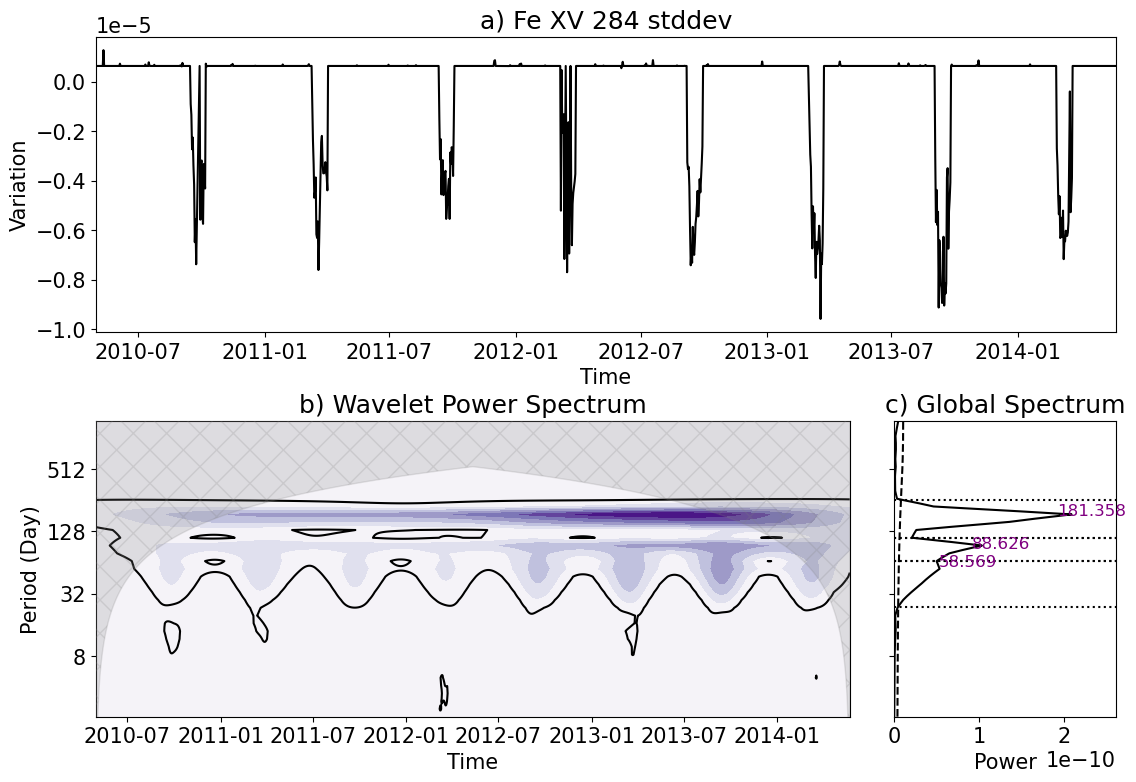 a) Fe XV 284 stddev
1e−5
0.0
−0.2
−0.4
−0.6
−0.8
−1.0
Variation
2010-07 2011-01 2011-07 2012-01 2012-07 2013-01 2013-07 2014-01
Time
b) Wavelet Power Spectrum
512
128
32
8
Period (Day)
2010-07 2011-01 2011-07 2012-01 2012-07 2013-01 2013-07 2014-01
Time
c) Global Spectrum
181.358
88.626
58.569
0 1 2
Power 1e−10